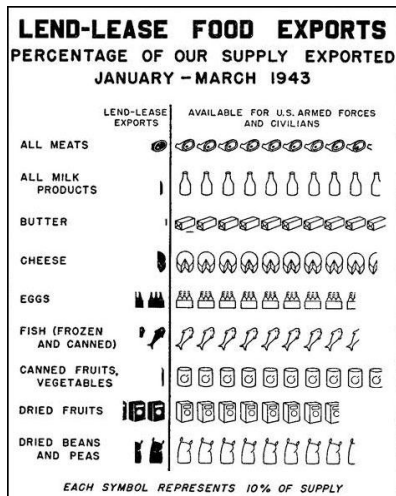 LEND-LEASE FOOD EXPORTS
PERCENTAGE OF OUR SUPPLY EXPORTED
JANUARY – MARCH 1943
LEND-LEASE
EXPORTS
AVAILABLE FOR U.S. ARMED FORCES
AND CIVILIANS
ALL MEATS
ALL MILK
PRODUCTS
BUTTER
CHEESE
EGGS
FISH (FROZEN
AND CANNED)
CANNED FRUITS,
VEGETABLES
DRIED FRUITS
DRIED BEANS
AND PEAS
EACH SYMBOL REPRESENTS 10% OF SUPPLY